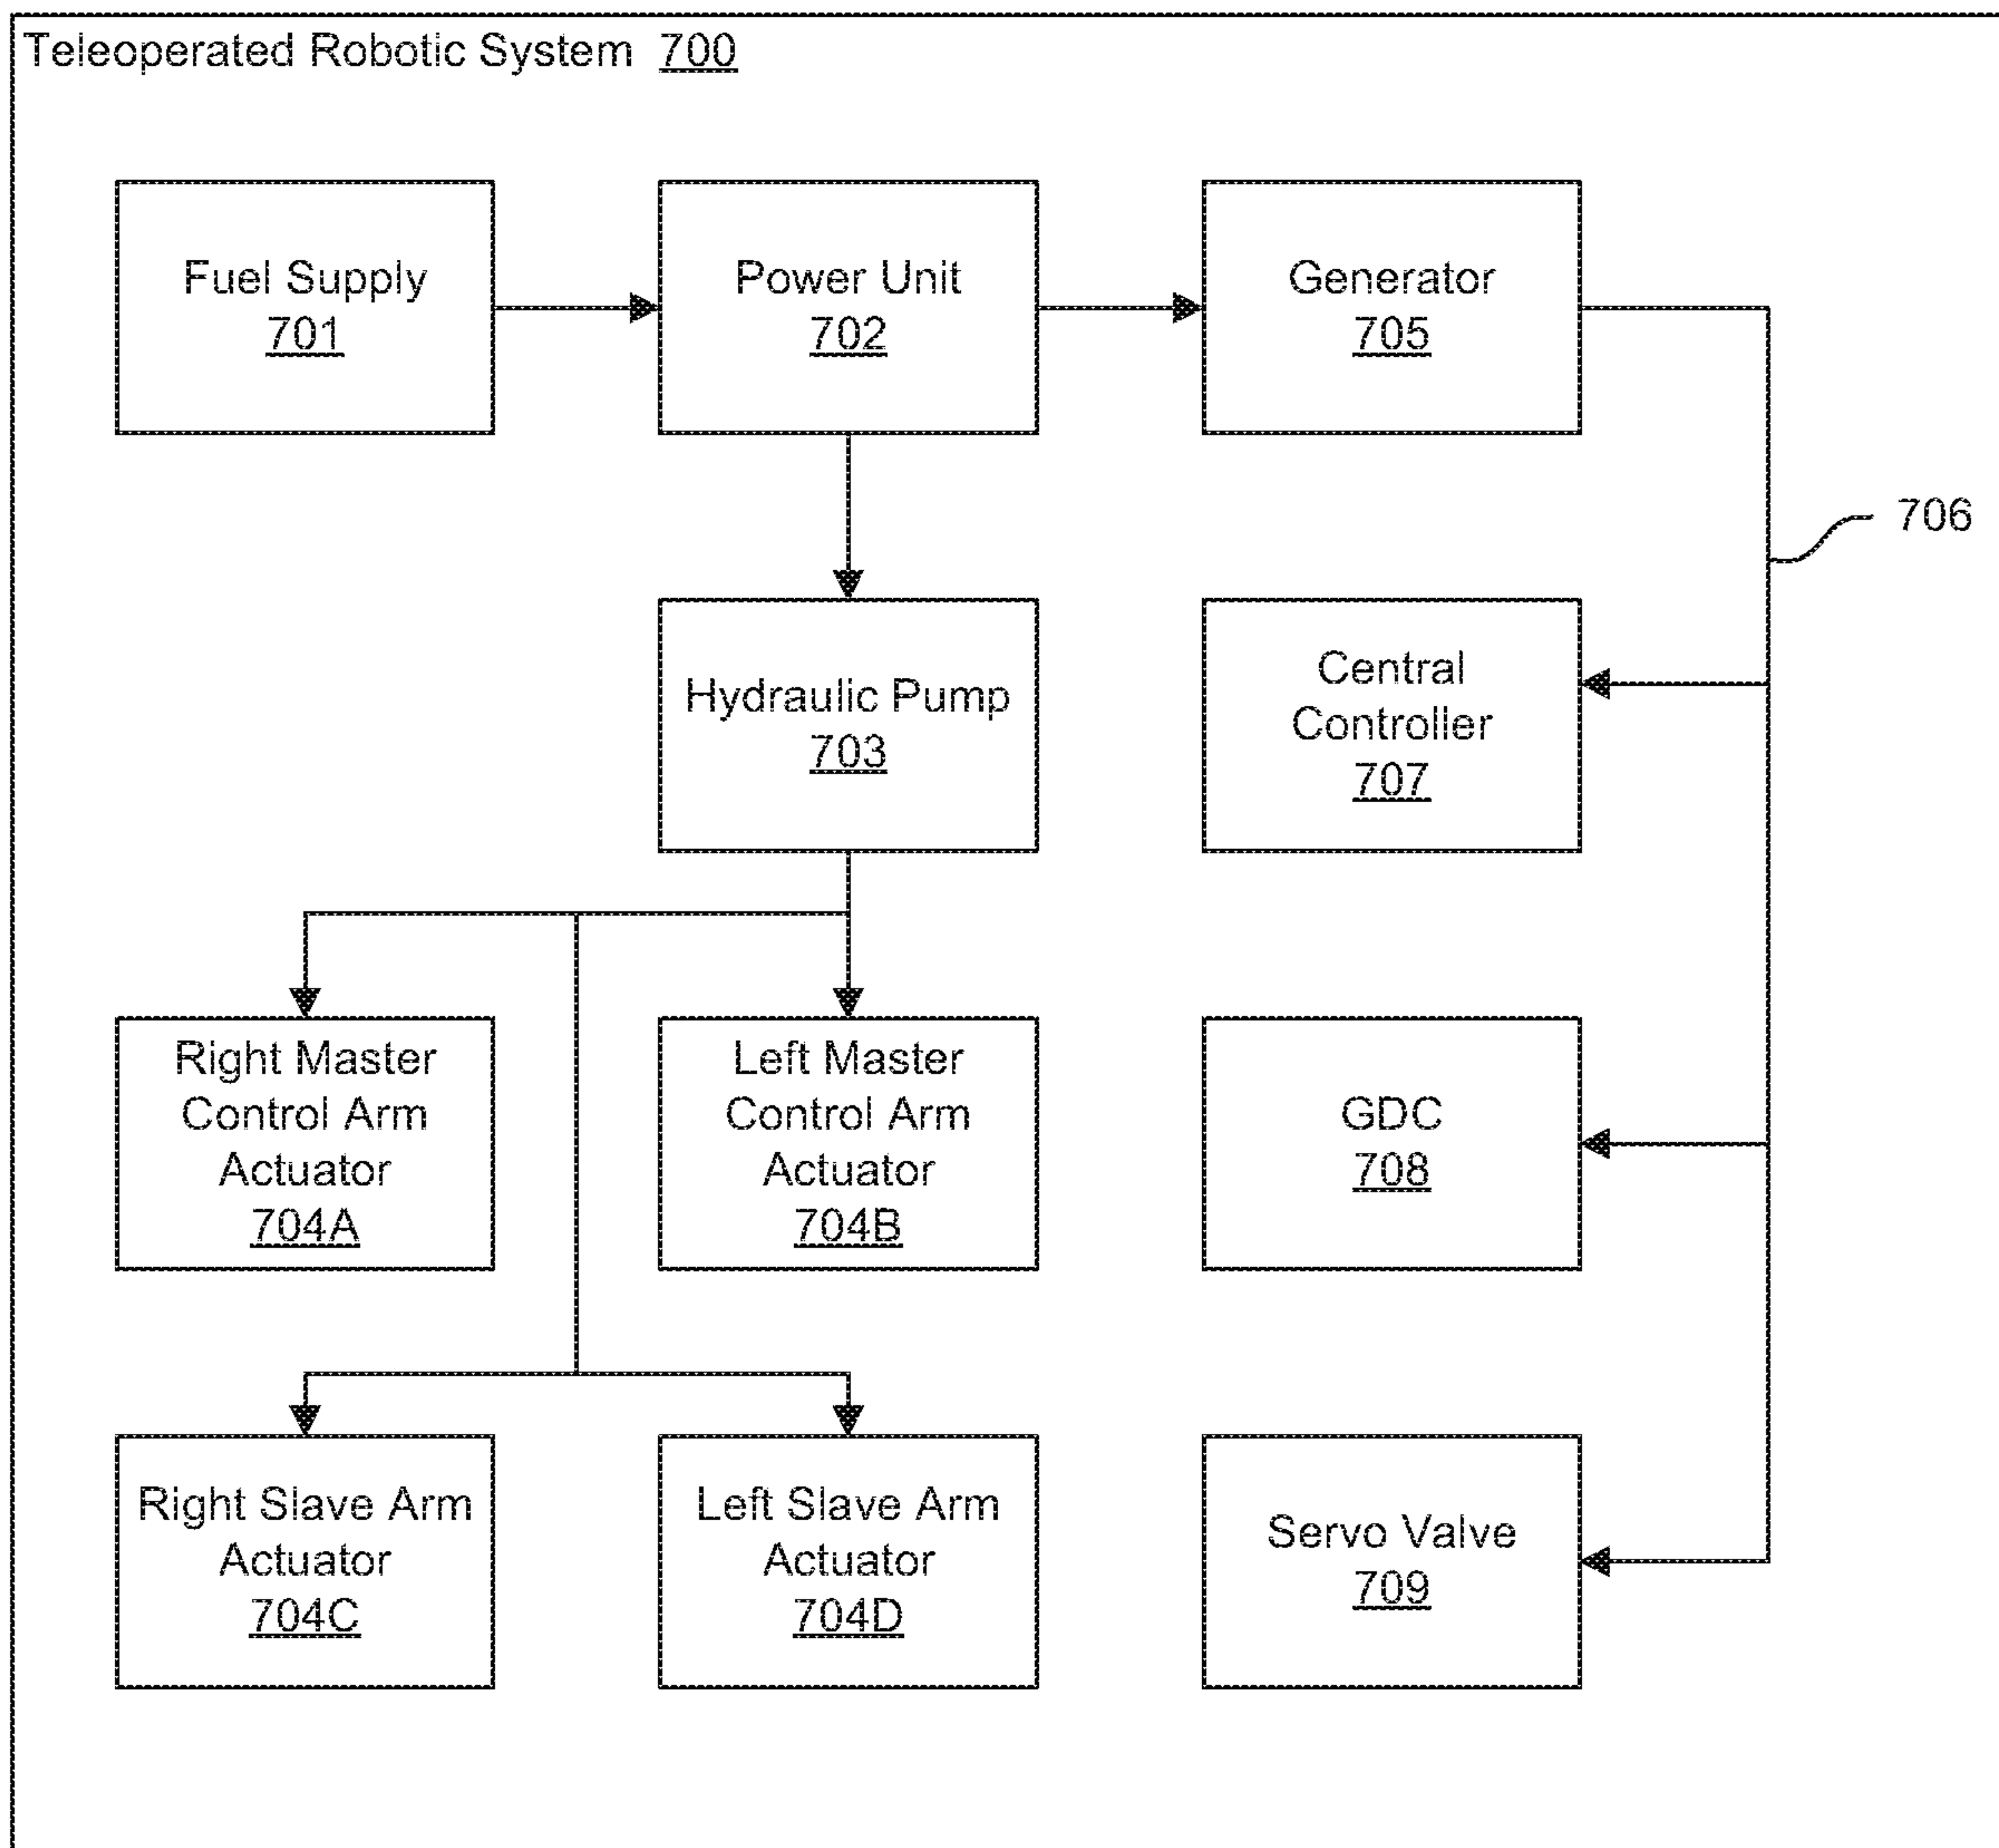 Teleoperated Robotic System 700
Fuel Supply
701
Power Unit
702
Generator
705
706
Hydraulic Pump
703
Central
Controller
707
Right Master
Control Arm
Actuator
704A
Left Master
Control Arm
Actuator
704B
GDC
708
Right Slave Arm
Actuator
704C
Left Slave Arm
Actuator
704D
Servo Valve
709